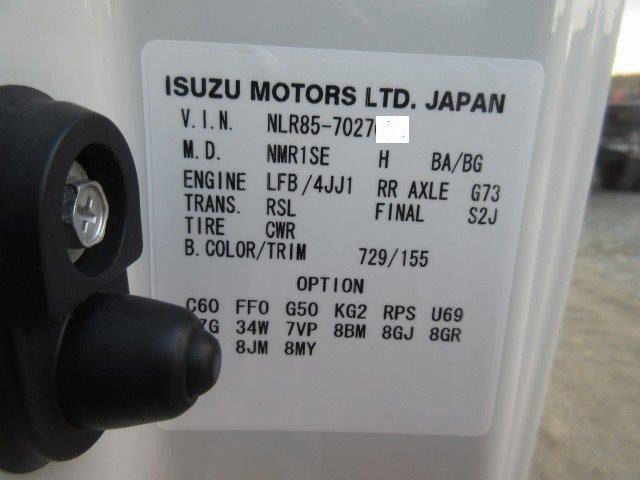 ISUZU MOTORS LTD. JAPAN
V.I.N. NLR85-7027
M.D. NMR1SE H BA/BG
ENGINE LFB/4JJ1 RR AXLE G73
TRANS. RSL FINAL S2J
TIRE CWR
B.COLOR/TRIM 729/155
OPTION
C60 FF0 G50 KG2 RPS U69
34W 7VP 8BM 8GJ 8GR
8JM 8MY